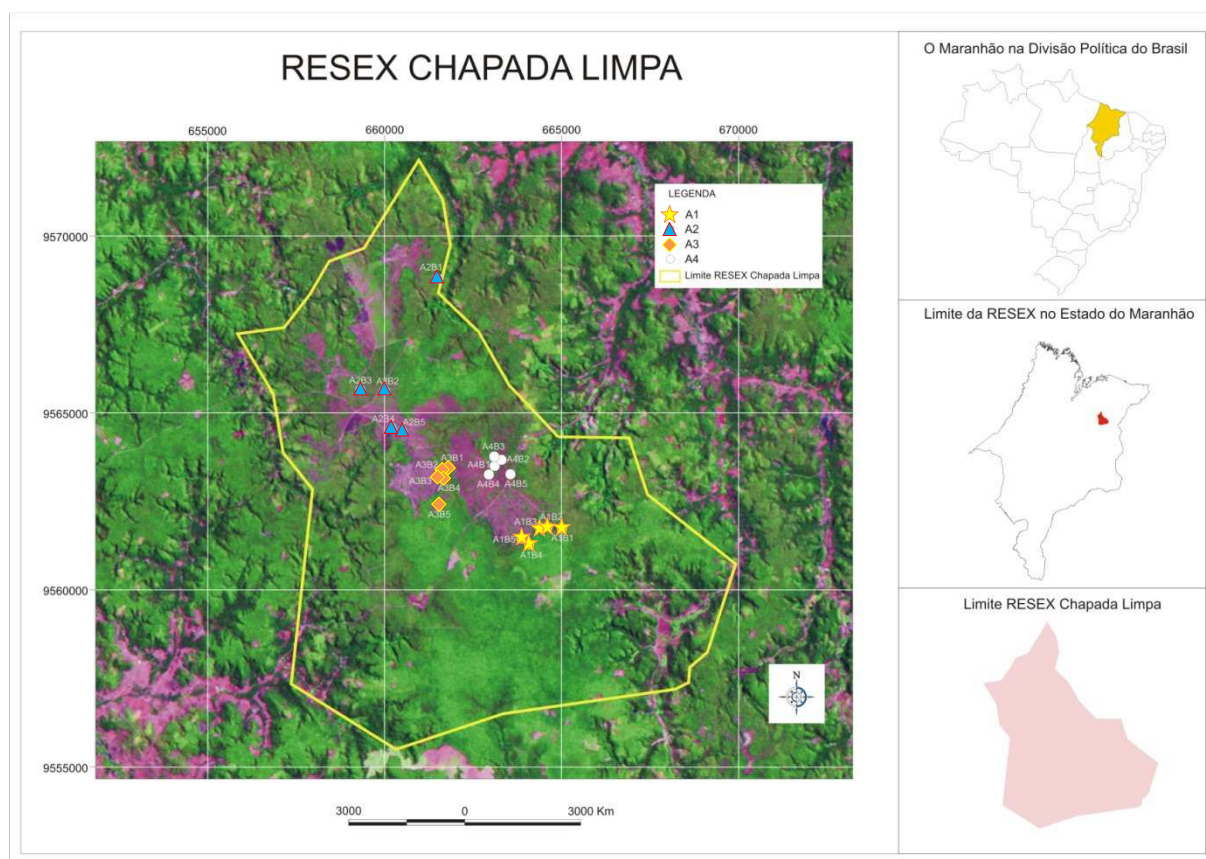 RESEX CHAPADA LIMPA
655000 660000 665000 670000
9570000
9565000
9560000
9555000
LEGENDA
A1
A2
A3
A4
Limite RESEX Chapada Limpa
A2B1
A2B3 A2B2
A2B4 A2B5
A3B1
A3B2
A3B3 A3B4
A3B5
A4B3
A4B1 A4B2
A4B4 A4B5
A1B3 A1B2
A1B5 A1B1
A1B4
N
3000 0 3000 Km
O Maranhão na Divisão Política do Brasil
Limite da RESEX no Estado do Maranhão
Limite RESEX Chapada Limpa